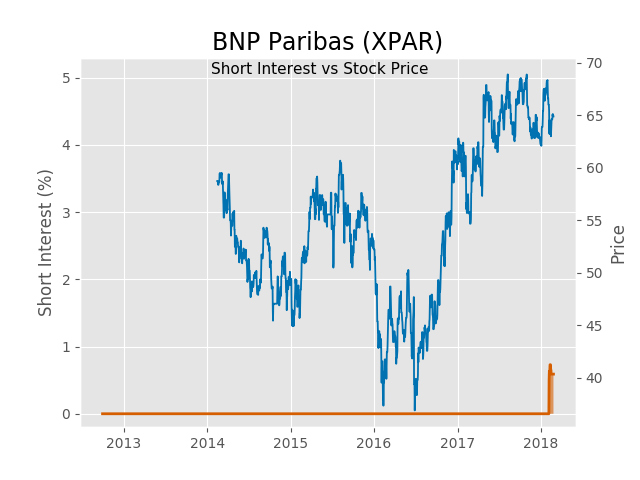 BNP Paribas (XPAR)
Short Interest vs Stock Price
Short Interest (%)
5
4
3
2
1
0
70
65
60
55
50
45
40
Price
2013 2014 2015 2016 2017 2018